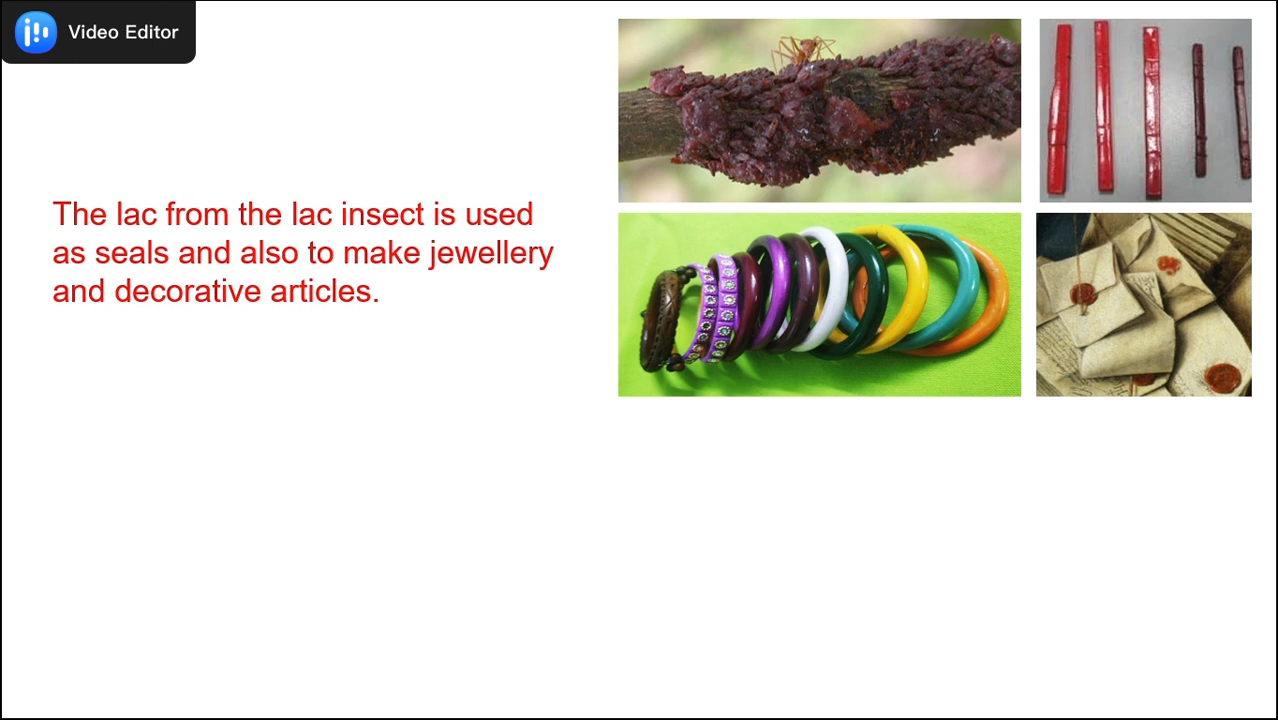 Video Editor
The lac from the lac insect is used
as seals and also to make jewellery
and decorative articles.